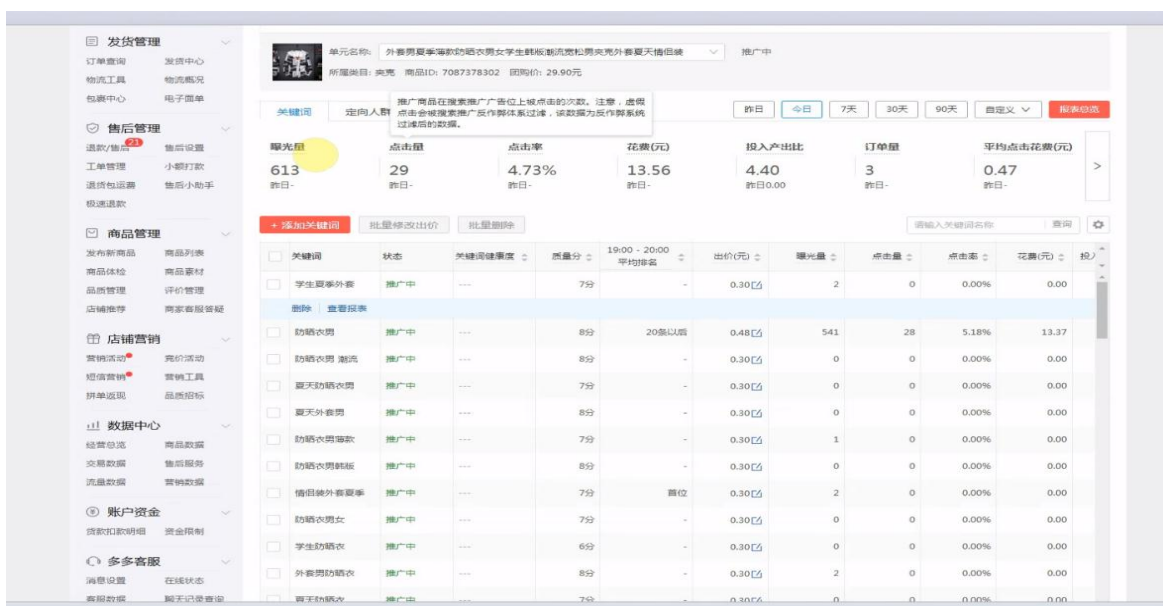 发货管理
订单查询 发货中心
物流工具 物流概况
包裹中心 电子面单
售后管理
退款/售后 21 售后设置
工单管理 小额打款
退货包运费 售后小助手
极速退款
商品管理
发布新商品 商品列表
商品体检 商品素材
品质管理 评价管理
店铺推荐 商家客服答疑
店铺营销
营销活动 竞价活动
短信营销 营销工具
拼单返现 品质招标
数据中心
经营总览 商品数据
交易数据 售后服务
流量数据 营销数据
账户资金
货款扣款明细 资金限制
多多客服
消息设置 在线状态
客服数据 聊天记录查询
单元名称: 外套男夏季薄款防晒衣男女学生韩版潮流宽松男夹克外套夏天情侣装 推广中
所属类目: 夹克 商品ID: 7087378302 团购价: 29.90元
推广商品在搜索推广广告位上被点击的次数。注意，虚假
点击会被搜索推广反作弊体系过滤，该数据为反作弊系统
过滤后的数据。
关键词 定向人群 昨日 今日 7天 30天 90天 自定义 报表总览
曝光量 点击量 点击率 花费(元) 投入产出比 订单量 平均点击花费(元)
613 29 4.73% 13.56 4.40 3 0.47 >
昨日- 昨日- 昨日- 昨日0.00 昨日- 昨日-
+ 添加关键词 批量修改出价 批量删除 请输入关键词名称 查询
关键词 状态 关键词健康度 质量分 19:00 - 20:00 平均排名 出价(元) 曝光量 点击量 点击率 花费(元) 投
学生夏季外套 推广中 --- 7分 - 0.30 2 0 0.00% 0.00
删除 查看报表
防晒衣男 推广中 --- 8分 20条以后 0.48 541 28 5.18% 13.37
防晒衣男 潮流 推广中 --- 8分 - 0.30 0 0 0.00% 0.00
夏天防晒衣男 推广中 --- 7分 - 0.30 0 0 0.00% 0.00
夏天外套男 推广中 --- 8分 - 0.30 0 0 0.00% 0.00
防晒衣男薄款 推广中 --- 7分 - 0.30 1 0 0.00% 0.00
防晒衣男韩版 推广中 --- 8分 - 0.30 0 0 0.00% 0.00
情侣装外套夏季 推广中 --- 7分 首位 0.30 2 0 0.00% 0.00
防晒衣男女 推广中 --- 7分 - 0.30 0 0 0.00% 0.00
学生防晒衣 推广中 --- 6分 - 0.30 0 0 0.00% 0.00
外套男防晒衣 推广中 --- 8分 - 0.30 2 0 0.00% 0.00
夏天防晒衣 推广中 --- 7分 - 0.30 0 0 0.00% 0.00